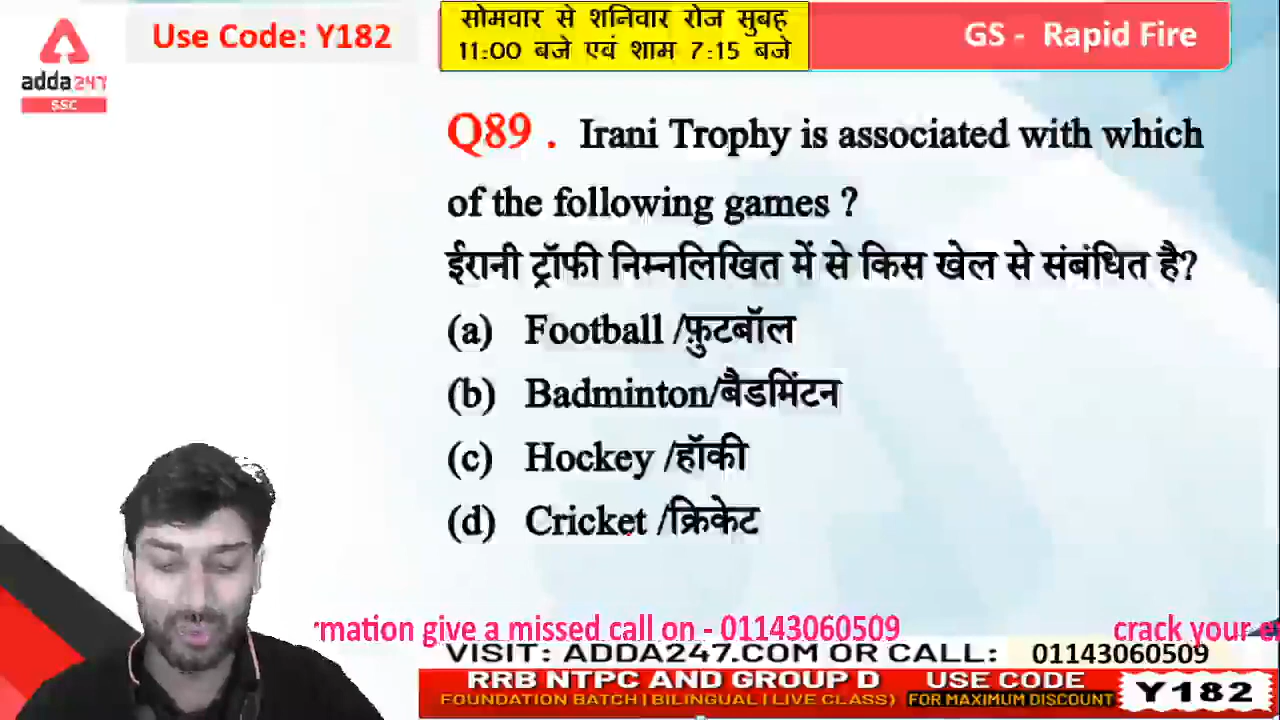 Use Code: Y182
सोमवार से शनिवार रोज सुबह
11:00 बजे एवं शाम 7:15 बजे
GS - Rapid Fire
adda247
SSC
Q89 . Irani Trophy is associated with which
of the following games ?
ईरानी ट्रॉफी निम्नलिखित में से किस खेल से संबंधित है?
(a) Football /फ़ुटबॉल
(b) Badminton/बैडमिंटन
(c) Hockey /हॉकी
(d) Cricket /क्रिकेट
rmation give a missed call on - 01143060509 crack your e
VISIT: ADDA247.COM OR CALL: 01143060509
RRB NTPC AND GROUP D USE CODE
FOUNDATION BATCH | BILINGUAL | LIVE CLASS) FOR MAXIMUM DISCOUNT
Y182